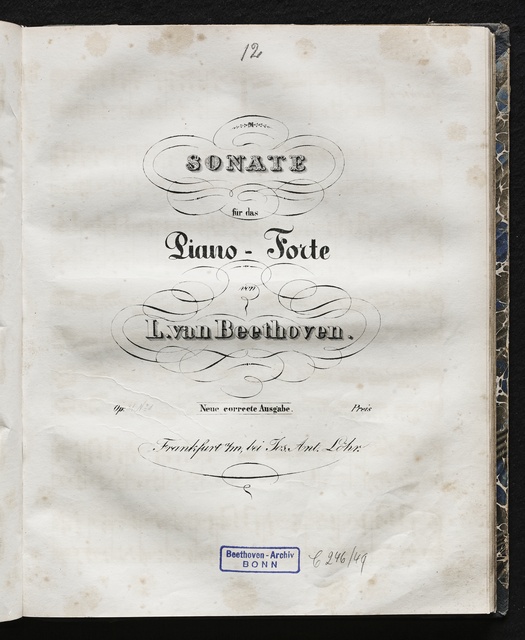 12
SONATE
für das
Piano - Forte
von
L. van Beethoven.
Op. Neue correcte Ausgabe. Preis
Frankfurt a/m, bei Jos. Ant. Löhr.
Beethoven - Archiv
BONN
C 246/49